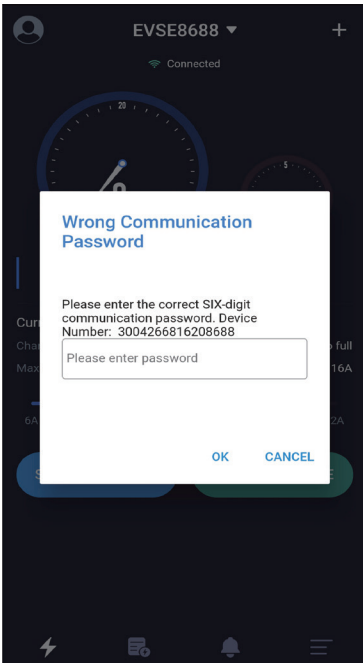 EVSE8688 ▼ +
Connected
20
5
Wrong Communication
Password
Please enter the correct SIX-digit
communication password. Device
Number: 3004266816208688
Please enter password
Curr
Cha
full
Max
16A
6A
2A
OK CANCEL
S
E